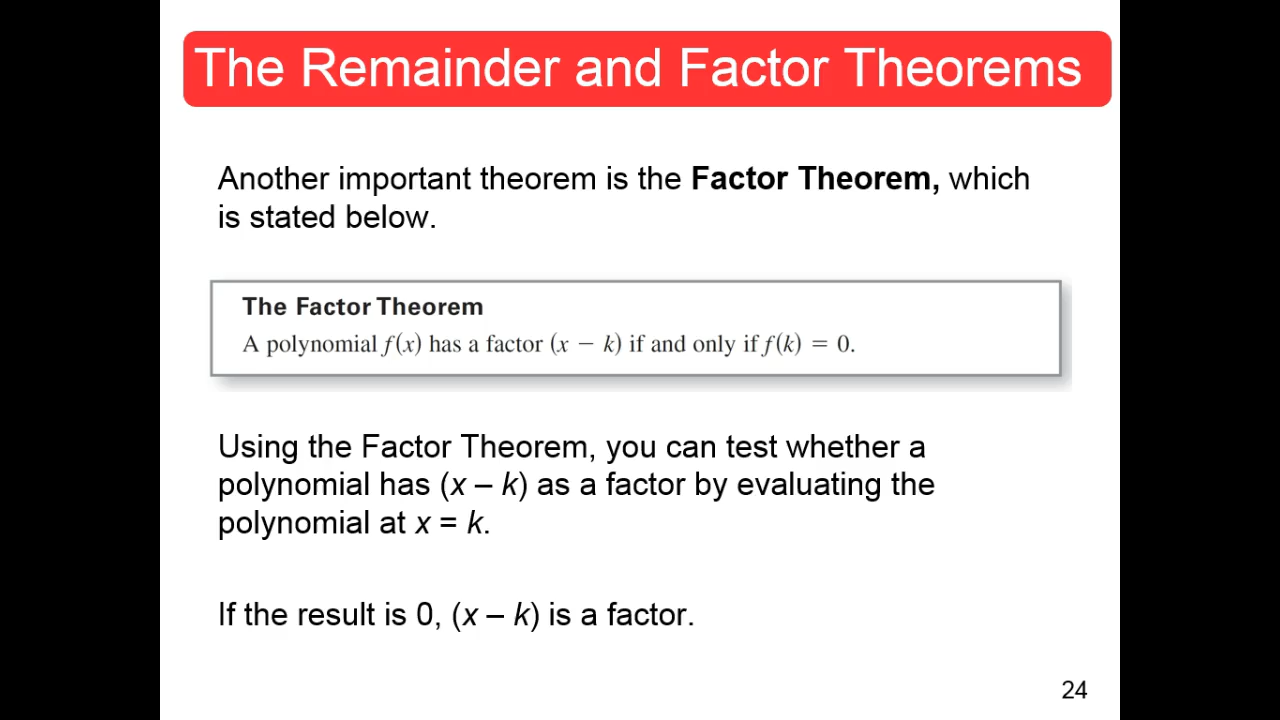 The Remainder and Factor Theorems
Another important theorem is the Factor Theorem, which
is stated below.
The Factor Theorem
A polynomial f(x) has a factor (x − k) if and only if f(k) = 0.
Using the Factor Theorem, you can test whether a
polynomial has (x – k) as a factor by evaluating the
polynomial at x = k.
If the result is 0, (x – k) is a factor.
24